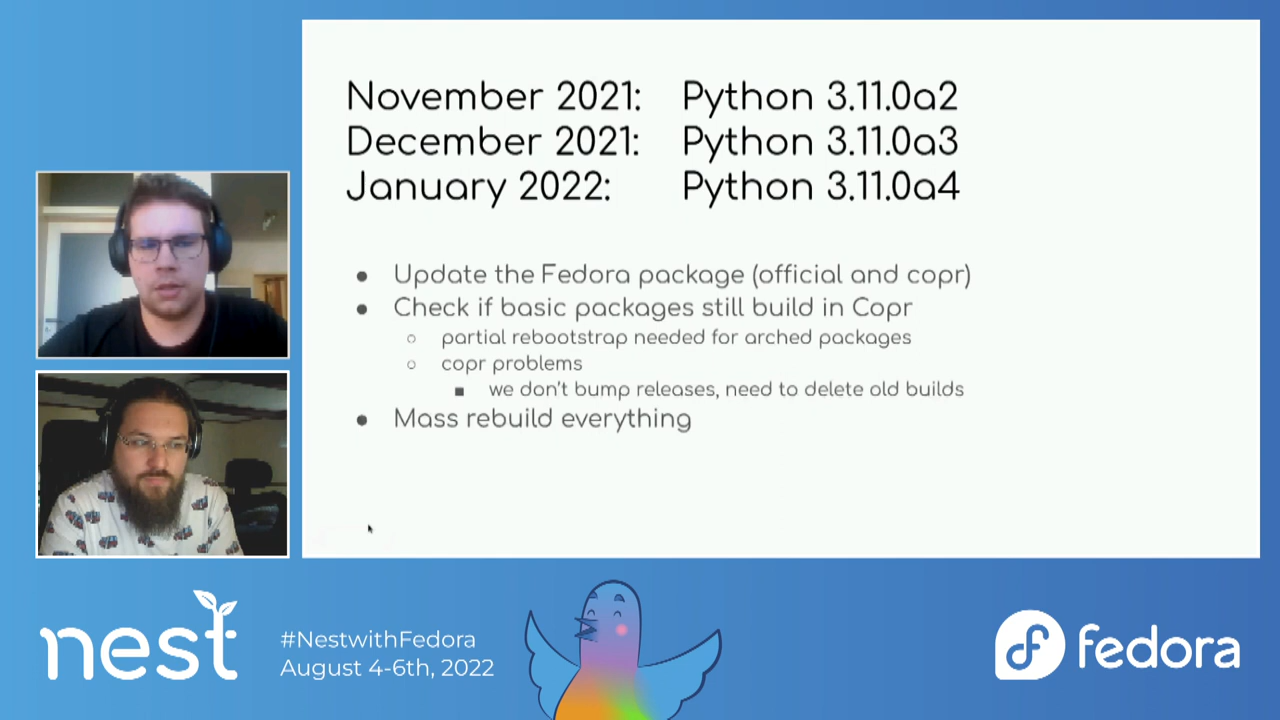 November 2021: Python 3.11.0a2
December 2021: Python 3.11.0a3
January 2022: Python 3.11.0a4
● Update the Fedora package (official and copr)
● Check if basic packages still build in Copr
○ partial rebootstrap needed for arched packages
○ copr problems
■ we don't bump releases, need to delete old builds
● Mass rebuild everything
nest
#NestwithFedora
August 4-6th, 2022
fedora